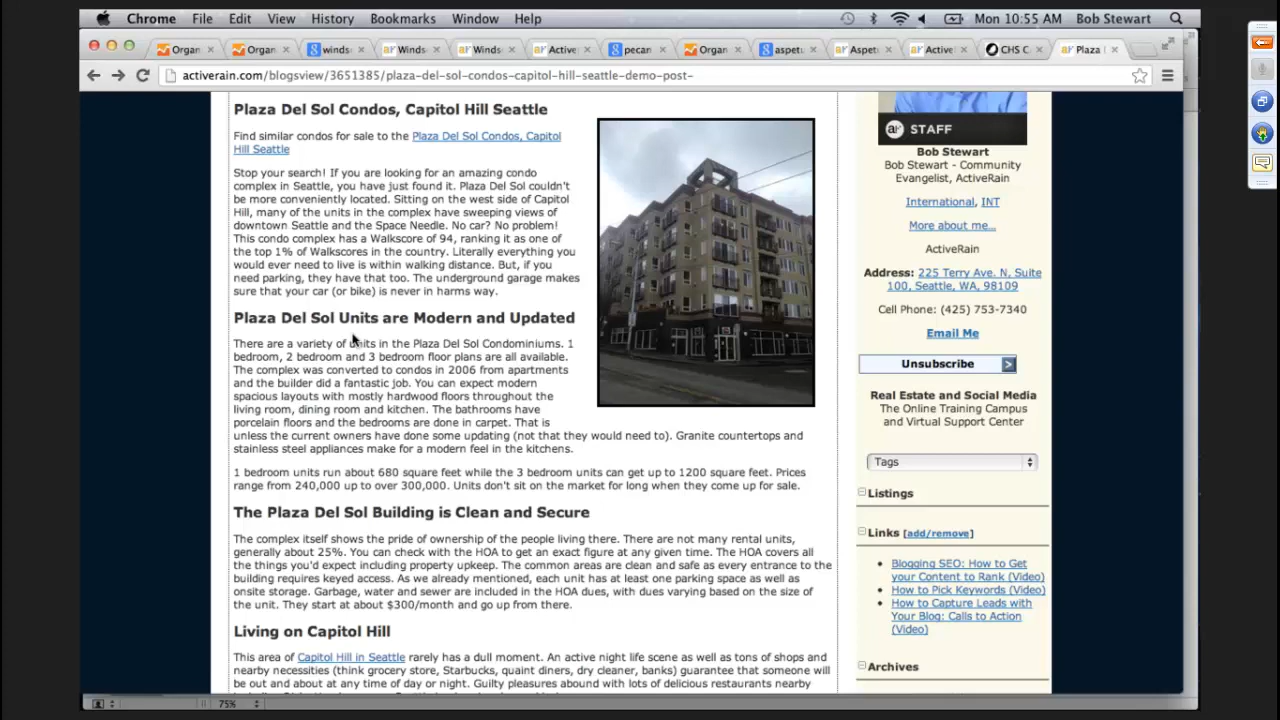 Chrome File Edit View History Bookmarks Window Help Mon 10:55 AM Bob Stewart
Organ Organ winds Winds Winds Active pecan Organ aspet Aspet Active CHS C Plaza
activerain.com/blogsview/3651385/plaza-del-sol-condos-capitol-hill-seattle-demo-post-
Plaza Del Sol Condos, Capitol Hill Seattle
Find similar condos for sale to the Plaza Del Sol Condos, Capitol
Hill Seattle
Stop your search! If you are looking for an amazing condo
complex in Seattle, you have just found it. Plaza Del Sol couldn't
be more conveniently located. Sitting on the west side of Capitol
Hill, many of the units in the complex have sweeping views of
downtown Seattle and the Space Needle. No car? No problem!
This condo complex has a Walkscore of 94, ranking it as one of
the top 1% of Walkscores in the country. Literally everything you
would ever need to live is within walking distance. But, if you
need parking, they have that too. The underground garage makes
sure that your car (or bike) is never in harms way.
Plaza Del Sol Units are Modern and Updated
There are a variety of units in the Plaza Del Sol Condominiums. 1
bedroom, 2 bedroom and 3 bedroom floor plans are all available.
The complex was converted to condos in 2006 from apartments
and the builder did a fantastic job. You can expect modern
spacious layouts with mostly hardwood floors throughout the
living room, dining room and kitchen. The bathrooms have
porcelain floors and the bedrooms are done in carpet. That is
unless the current owners have done some updating (not that they would need to). Granite countertops and
stainless steel appliances make for a modern feel in the kitchens.
1 bedroom units run about 680 square feet while the 3 bedroom units can get up to 1200 square feet. Prices
range from 240,000 up to over 300,000. Units don't sit on the market for long when they come up for sale.
The Plaza Del Sol Building is Clean and Secure
The complex itself shows the pride of ownership of the people living there. There are not many rental units,
generally about 25%. You can check with the HOA to get an exact figure at any given time. The HOA covers all
the things you'd expect including property upkeep. The common areas are clean and safe as every entrance to the
building requires keyed access. As we already mentioned, each unit has at least one parking space as well as
onsite storage. Garbage, water and sewer are included in the HOA dues, with dues varying based on the size of
the unit. They start at about $300/month and go up from there.
Living on Capitol Hill
This area of Capitol Hill in Seattle rarely has a dull moment. An active night life scene as well as tons of shops and
nearby necessities (think grocery store, Starbucks, quaint diners, dry cleaner, banks) guarantee that someone will
be out and about at any time of day or night. Guilty pleasures abound with lots of delicious restaurants nearby
ar STAFF
Bob Stewart
Bob Stewart - Community
Evangelist, ActiveRain
International, INT
More about me...
ActiveRain
Address: 225 Terry Ave. N, Suite
100, Seattle, WA, 98109
Cell Phone: (425) 753-7340
Email Me
Unsubscribe
Real Estate and Social Media
The Online Training Campus
and Virtual Support Center
Tags
Listings
Links [add/remove]
Blogging SEO: How to Get
your Content to Rank (Video)
How to Pick Keywords (Video)
How to Capture Leads with
Your Blog: Calls to Action
(Video)
Archives
75%